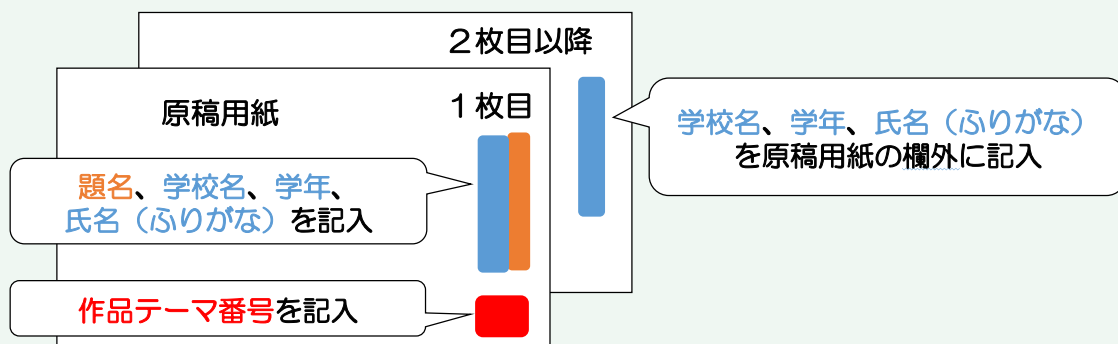 ２枚目以降
原稿用紙
１枚目
学校名、学年、氏名（ふりがな）
を原稿用紙の欄外に記入
題名、学校名、学年、
氏名（ふりがな）を記入
作品テーマ番号を記入